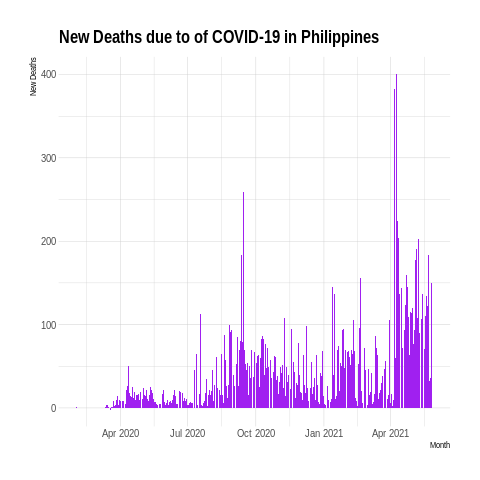 New Deaths due to of COVID-19 in Philippines
New Deaths
400
300
200
100
0
Apr 2020 Jul 2020 Oct 2020 Jan 2021 Apr 2021
Month